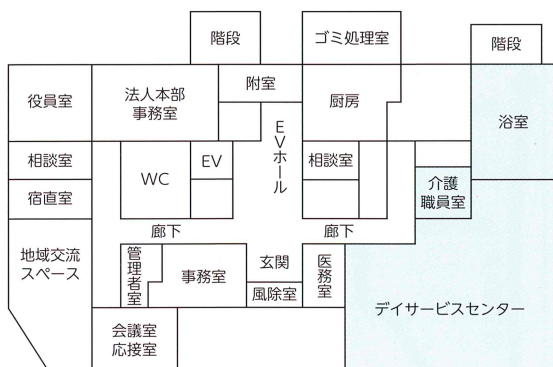 階段
ゴミ処理室
階段
役員室
法人本部
事務室
附室
厨房
浴室
EVホール
相談室
WC
EV
相談室
宿直室
介護
職員室
廊下
廊下
地域交流
スペース
管理者室
事務室
玄関
医務室
風除室
デイサービスセンター
会議室
応接室